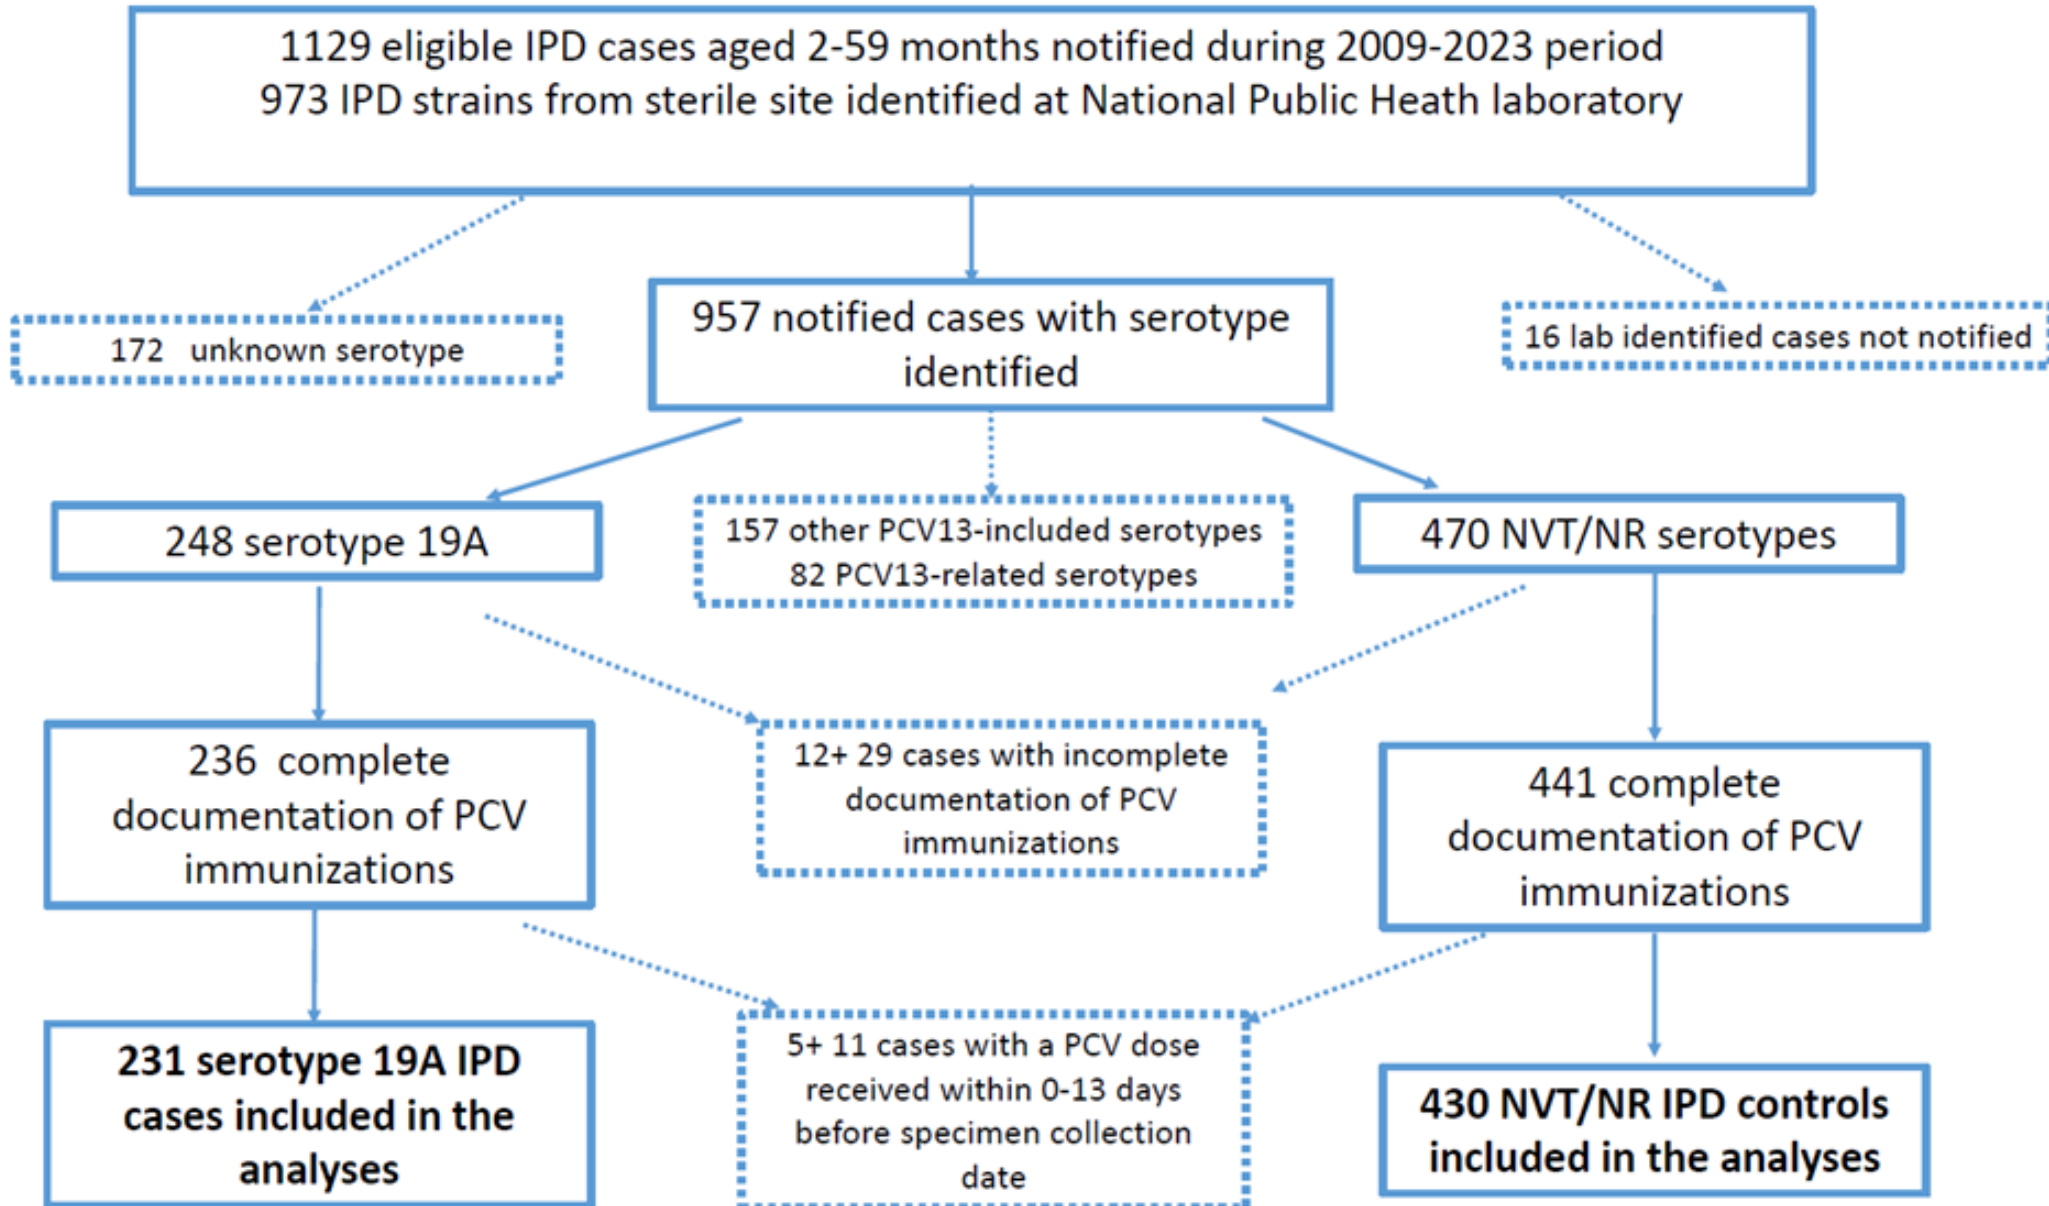 1129 eligible IPD cases aged 2-59 months notified during 2009-2023 period
973 IPD strains from sterile site identified at National Public Heath laboratory
172 unknown serotype
957 notified cases with serotype
identified
16 lab identified cases not notified
248 serotype 19A
157 other PCV13-included serotypes
82 PCV13-related serotypes
470 NVT/NR serotypes
236 complete
documentation of PCV
immunizations
12+ 29 cases with incomplete
documentation of PCV
immunizations
441 complete
documentation of PCV
immunizations
231 serotype 19A IPD
cases included in the
analyses
5+ 11 cases with a PCV dose
received within 0-13 days
before specimen collection
date
430 NVT/NR IPD controls
included in the analyses